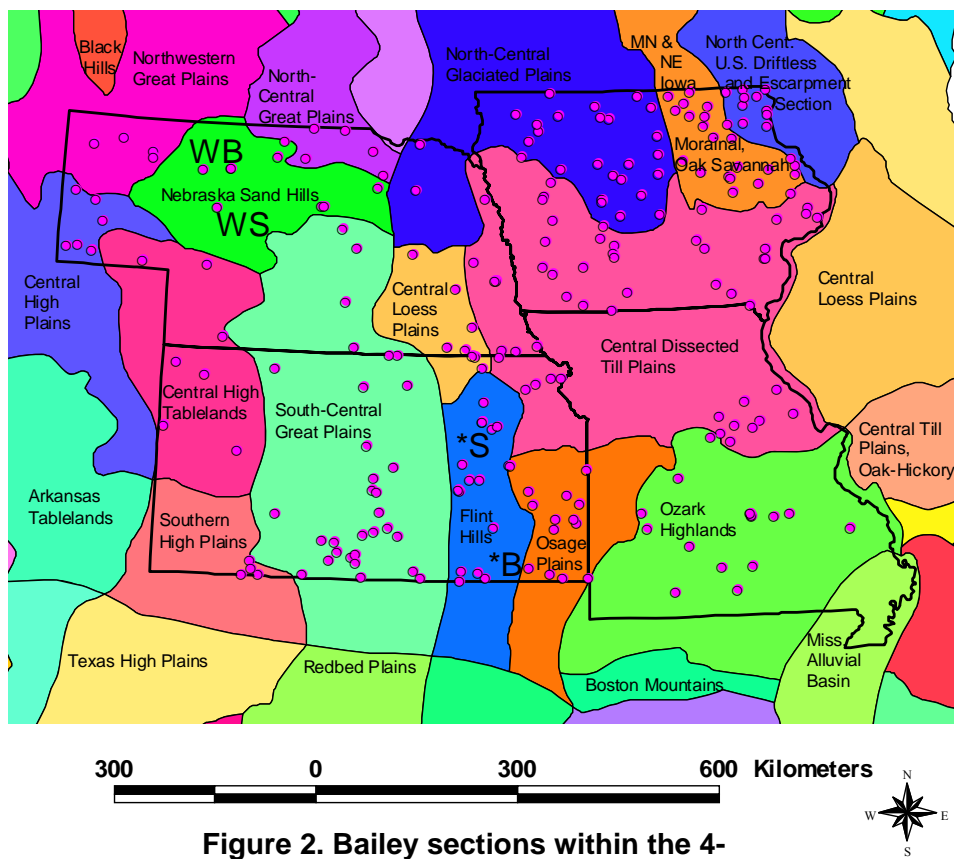 Black
Hills
Northwestern
Great Plains
North-
Central
Great Plains
North-Central
Glaciated Plains
MN &
NE
Iowa
North Cent.
U.S. Driftless
and Escarpment
Section
Morainal,
Oak Savannah
WB
Nebraska Sand Hills
WS
Central
High
Plains
Central
Loess
Plains
Central
Loess Plains
Central Dissected
Till Plains
Central High
Tablelands
South-Central
Great Plains
*S
Central Till
Plains,
Oak-Hickory
Arkansas
Tablelands
Southern
High Plains
Flint
Hills
*B
Osage
Plains
Ozark
Highlands
Texas High Plains
Redbed Plains
Boston Mountains
Miss
Alluvial
Basin
300 0 300 600 Kilometers
N
W E
S
Figure 2. Bailey sections within the 4-